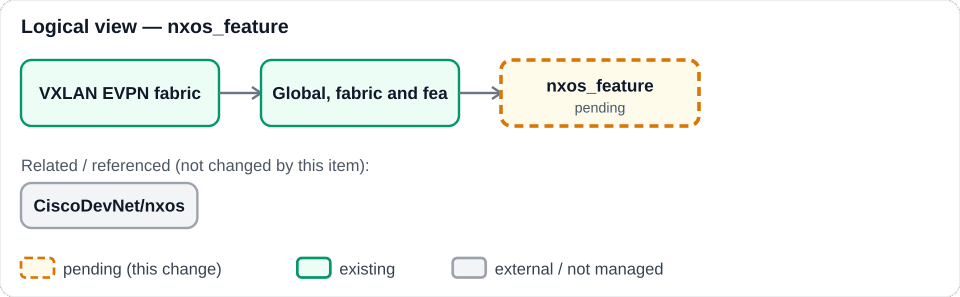 Logical view — nxos_feature
VXLAN EVPN fabric
Global, fabric and fea
nxos_feature
pending
Related / referenced (not changed by this item):
CiscoDevNet/nxos
pending (this change)
existing
external / not managed